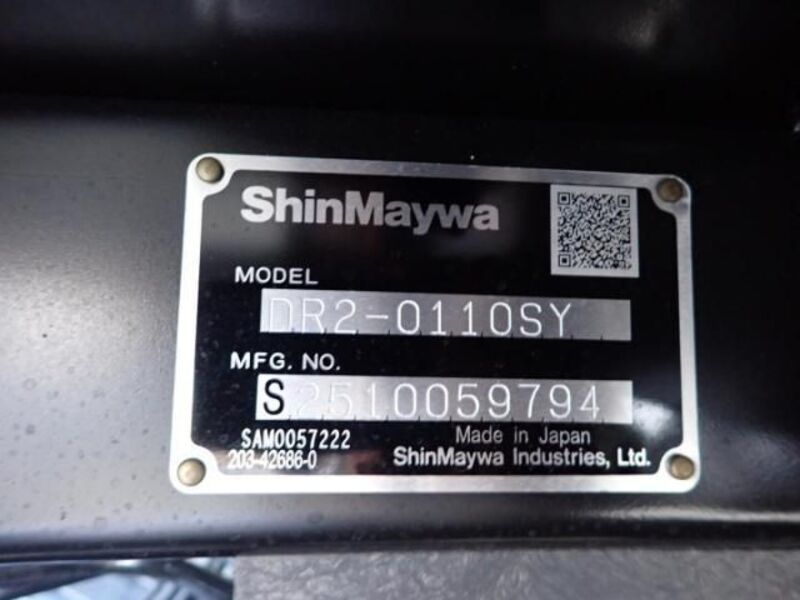 ShinMaywa
MODEL
DR2-0110SY
MFG. NO.
S2510059794
SAM0057222
Made in Japan
203-42686-0
ShinMaywa Industries, Ltd.